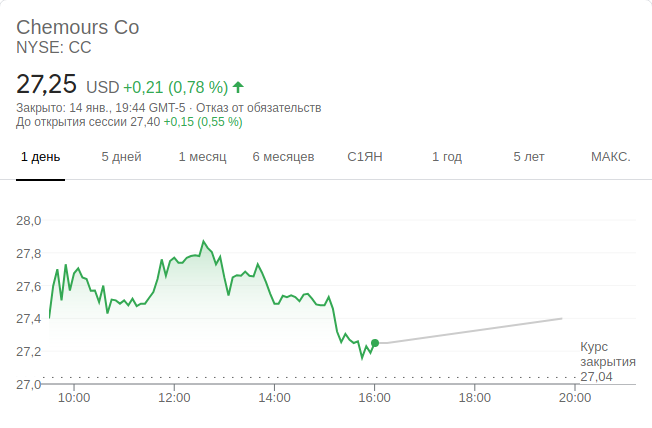 Chemours Co
NYSE: CC
27,25 USD +0,21 (0,78 %)
Закрыто: 14 янв., 19:44 GMT-5 · Отказ от обязательств
До открытия сессии 27,40 +0,15 (0,55 %)
1 день 5 дней 1 месяц 6 месяцев С1ЯН 1 год 5 лет МАКС.
28,0
27,8
27,6
27,4
27,2
27,0
Курс
закрытия
27,04
10:00 12:00 14:00 16:00 18:00 20:00